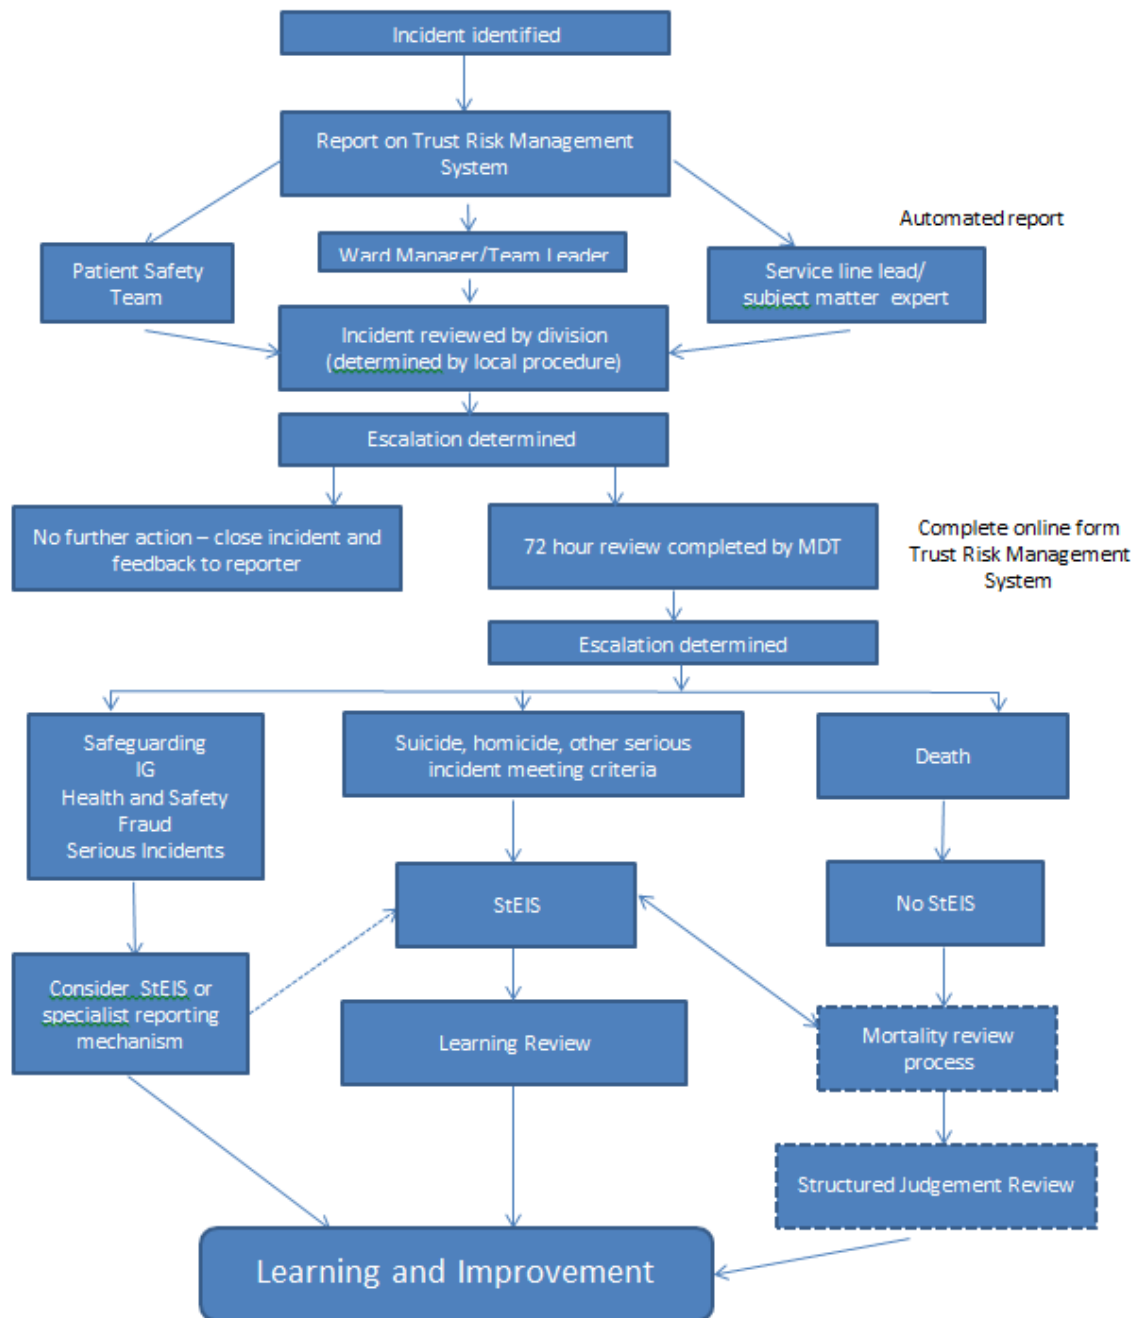 Incident identified
Report on Trust Risk Management
System
Automated report
Patient Safety
Team
Ward Manager/Team Leader
Service line lead/
subject matter expert
Incident reviewed by division
(determined by local procedure)
Escalation determined
No further action – close incident and
feedback to reporter
72 hour review completed by MDT
Complete online form
Trust Risk Management
System
Escalation determined
Safeguarding
IG
Health and Safety
Fraud
Serious Incidents
Suicide, homicide, other serious
incident meeting criteria
Death
StEIS
No StEIS
Consider StEIS or
specialist reporting
mechanism
Learning Review
Mortality review
process
Structured Judgement Review
Learning and Improvement